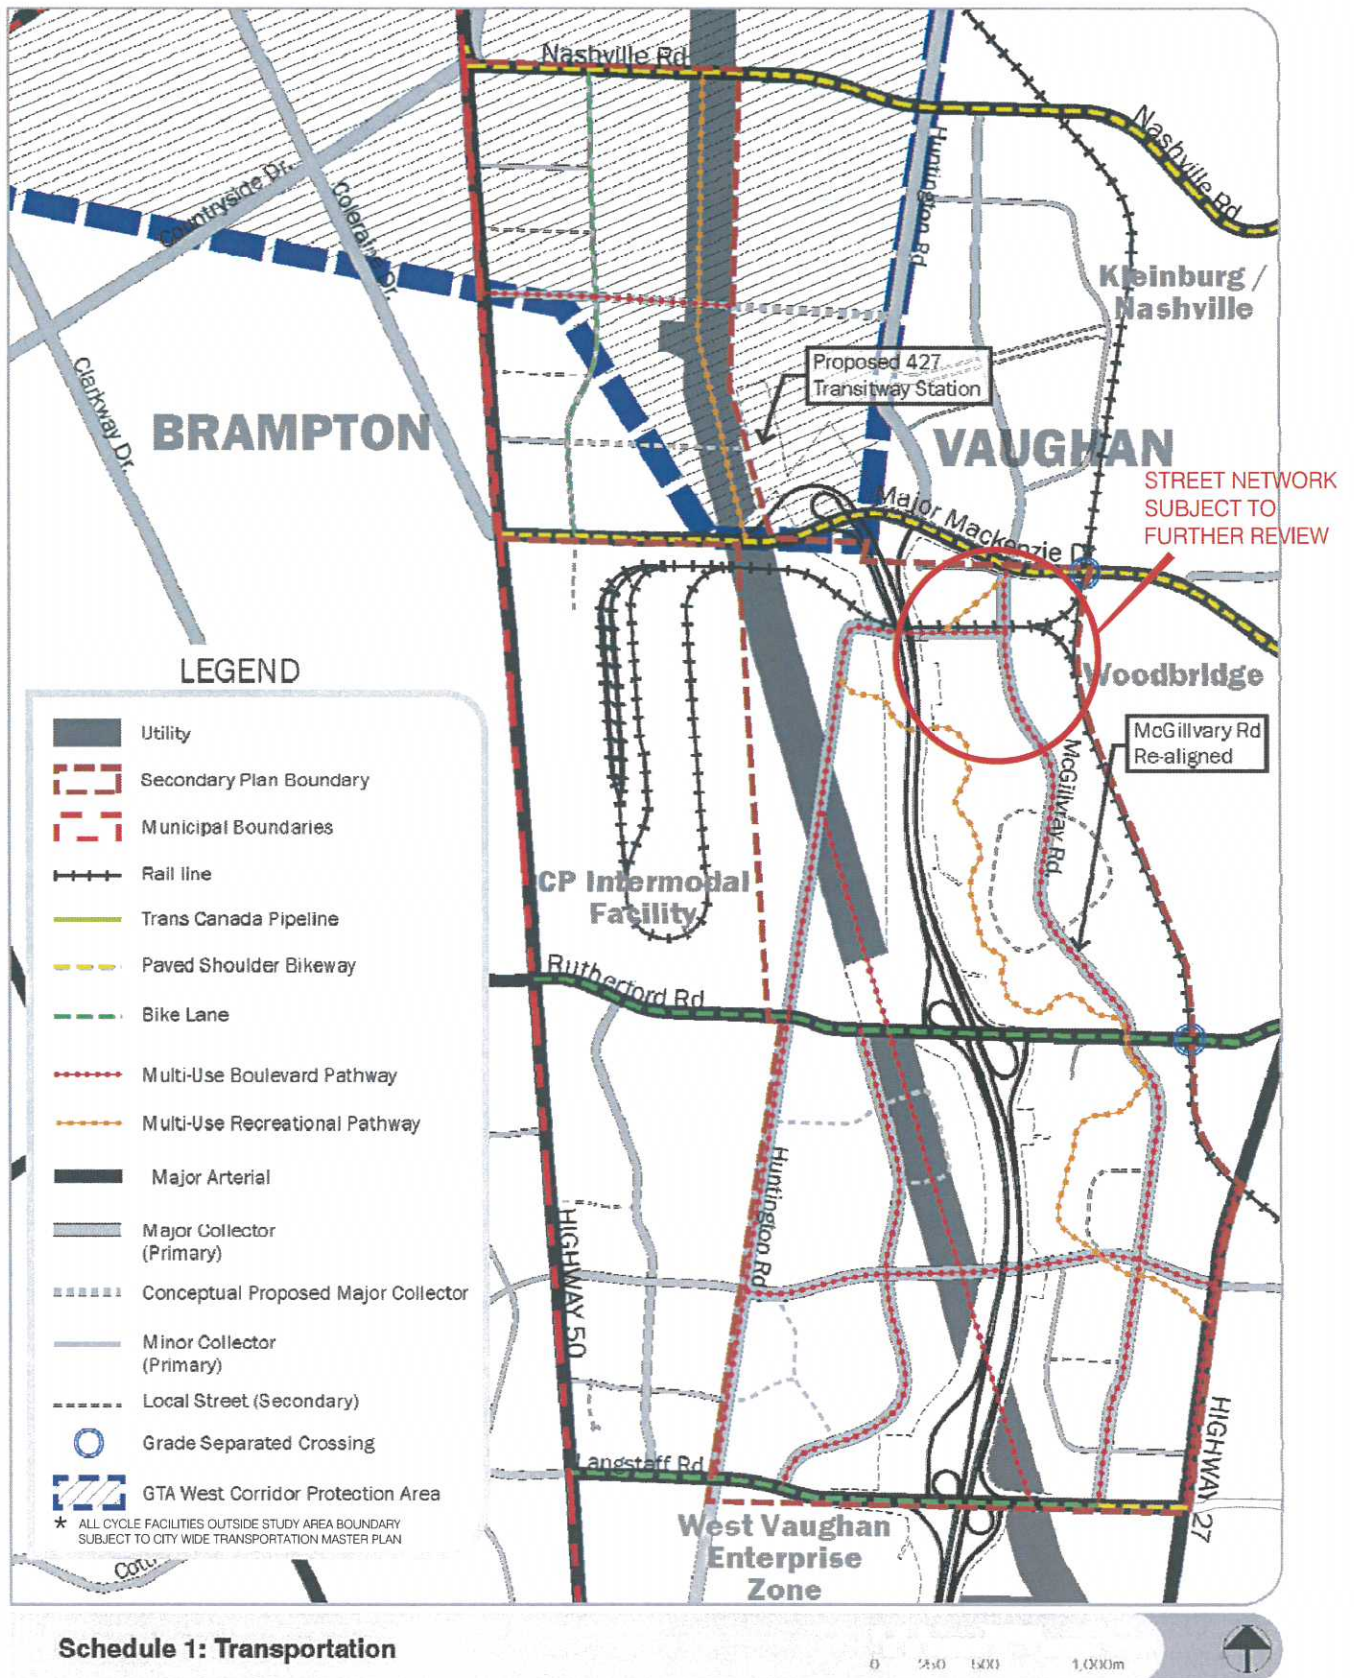 Nashville Rd
Nashville Rd
Huntington Rd
Countryside Dr.
Coleraine Dr.
Clarkway Dr.
Kleinburg /
Nashville
Proposed 427
Transitway Station
BRAMPTON
VAUGHAN
STREET NETWORK
SUBJECT TO
FURTHER REVIEW
Major Mackenzie D
Woodbridge
McGillvary Rd
Re-aligned
McGillvray Rd
CP Intermodal
Facility
Rutherford Rd
Huntington Rd
HIGHWAY 50
HIGHWAY 27
Langstaff Rd
West Vaughan
Enterprise
Zone
LEGEND
Utility
Secondary Plan Boundary
Municipal Boundaries
Rail line
Trans Canada Pipeline
Paved Shoulder Bikeway
Bike Lane
Multi-Use Boulevard Pathway
Multi-Use Recreational Pathway
Major Arterial
Major Collector
(Primary)
Conceptual Proposed Major Collector
Minor Collector
(Primary)
Local Street (Secondary)
Grade Separated Crossing
GTA West Corridor Protection Area
* ALL CYCLE FACILITIES OUTSIDE STUDY AREA BOUNDARY
SUBJECT TO CITY WIDE TRANSPORTATION MASTER PLAN
Schedule 1: Transportation
0 250 500 1,000m